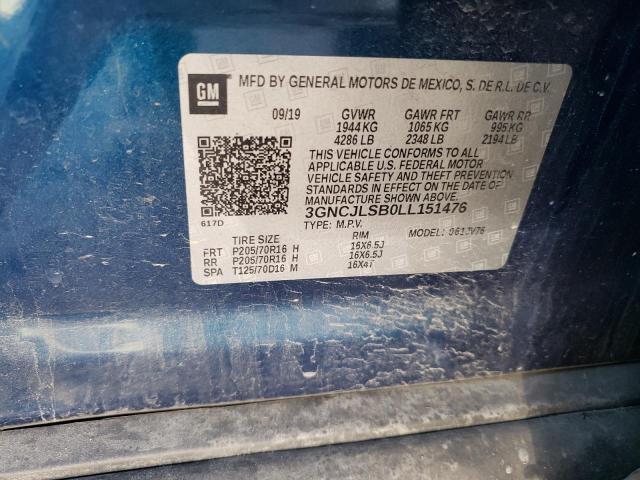 GM
MFD BY GENERAL MOTORS DE MEXICO, S. DE R.L. DE C.V.
09/19 GVWR GAWR FRT GAWR RR
1944 KG 1065 KG 995 KG
4286 LB 2348 LB 2194 LB
THIS VEHICLE CONFORMS TO ALL
APPLICABLE U.S. FEDERAL MOTOR
VEHICLE SAFETY AND THEFT PREVENTION
STANDARDS IN EFFECT ON THE DATE OF
MANUFACTURE SHOWN ABOVE.
3GNCJLSB0LL151476
617D
TYPE: M.P.V. MODEL:
TIRE SIZE RIM
FRT P205/70R16 H 16X6.5J
RR P205/70R16 H 16X6.5J
SPA T125/70D16 M 16X4T